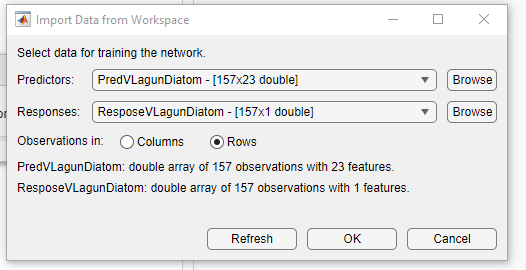 Import Data from Workspace
Select data for training the network.
Predictors: PredVLagunDiatom - [157x23 double] Browse
Responses: ResposeVLagunDiatom - [157x1 double] Browse
Observations in: Columns Rows
PredVLagunDiatom: double array of 157 observations with 23 features.
ResposeVLagunDiatom: double array of 157 observations with 1 features.
Refresh OK Cancel